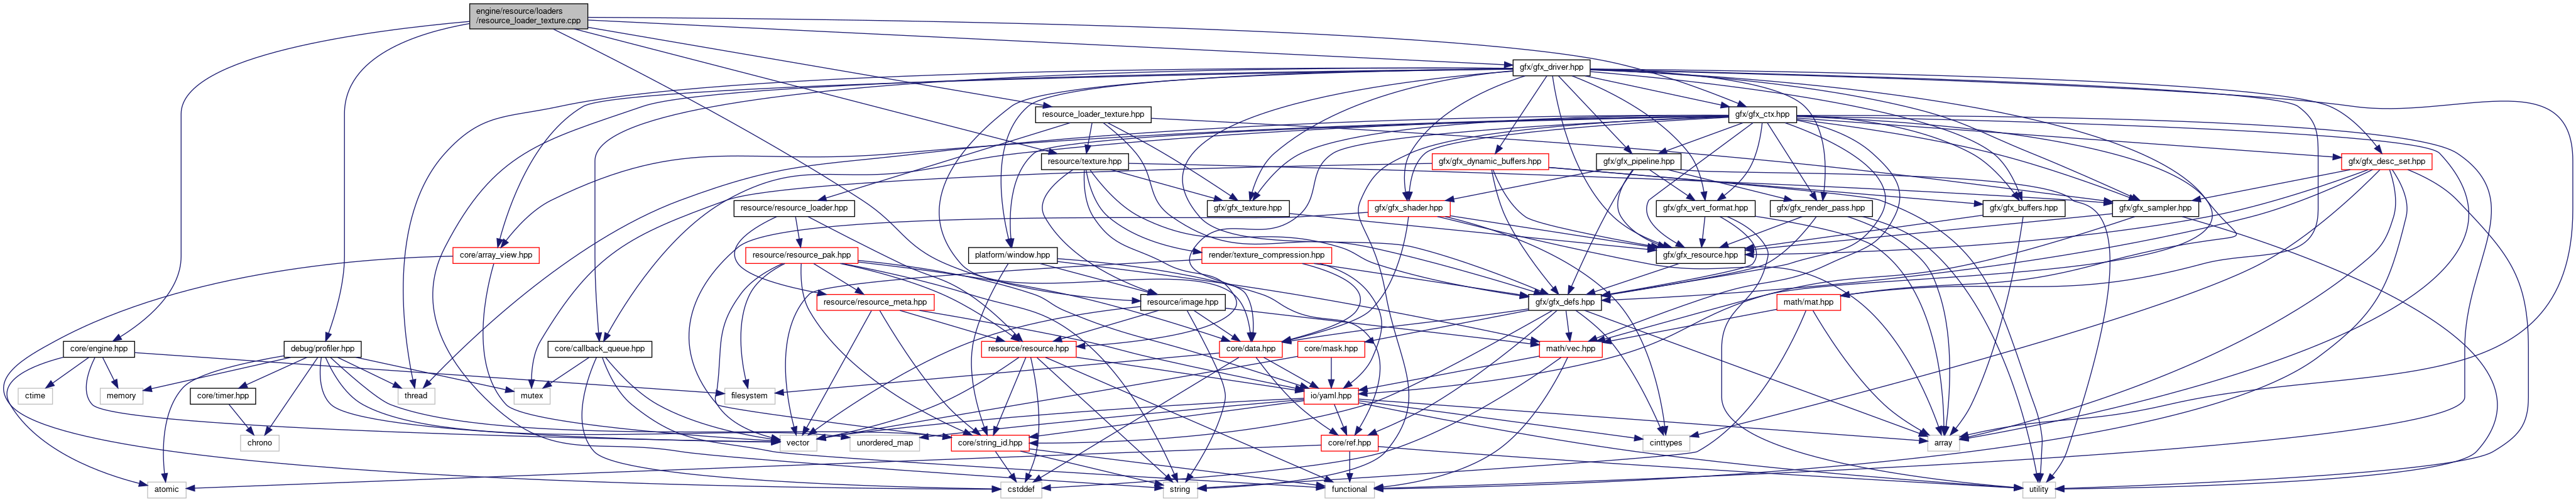 engine/resource/loaders
/resource_loader_texture.cpp
gfx/gfx_driver.hpp
resource_loader_texture.hpp
gfx/gfx_ctx.hpp
resource/texture.hpp
gfx/gfx_dynamic_buffers.hpp
gfx/gfx_pipeline.hpp
gfx/gfx_desc_set.hpp
resource/resource_loader.hpp
gfx/gfx_texture.hpp
gfx/gfx_shader.hpp
gfx/gfx_vert_format.hpp
gfx/gfx_render_pass.hpp
gfx/gfx_buffers.hpp
gfx/gfx_sampler.hpp
core/array_view.hpp
resource/resource_pak.hpp
platform/window.hpp
render/texture_compression.hpp
gfx/gfx_resource.hpp
resource/resource_meta.hpp
resource/image.hpp
gfx/gfx_defs.hpp
math/mat.hpp
core/engine.hpp
debug/profiler.hpp
core/callback_queue.hpp
resource/resource.hpp
core/data.hpp
core/mask.hpp
math/vec.hpp
ctime
memory
core/timer.hpp
thread
mutex
filesystem
io/yaml.hpp
chrono
vector
unordered_map
core/string_id.hpp
core/ref.hpp
cinttypes
array
atomic
cstddef
string
functional
utility